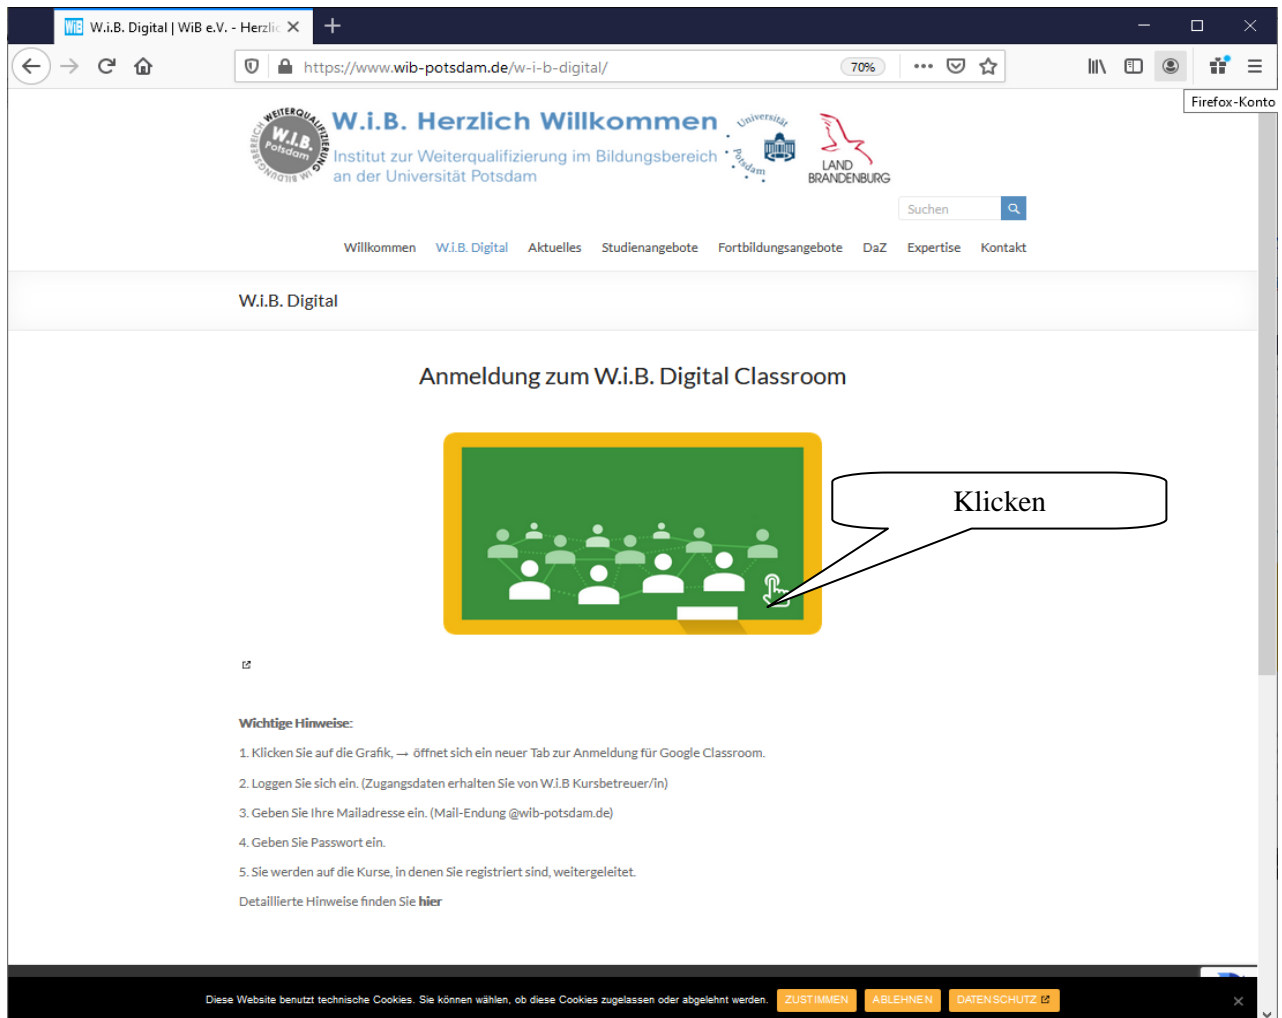 W.i.B. Digital | WiB e.V. - Herzlic
https://www.wib-potsdam.de/w-i-b-digital/
70%
Firefox-Konto
WEITERQUALIFIZIERUNG IM BILDUNGSBEREICH
W.I.B.
Potsdam
W.i.B. Herzlich Willkommen
Institut zur Weiterqualifizierung im Bildungsbereich
an der Universität Potsdam
Universität
Potsdam
LAND
BRANDENBURG
Suchen
Willkommen W.i.B. Digital Aktuelles Studienangebote Fortbildungsangebote DaZ Expertise Kontakt
W.i.B. Digital
Anmeldung zum W.i.B. Digital Classroom
Klicken
Wichtige Hinweise:
1. Klicken Sie auf die Grafik, → öffnet sich ein neuer Tab zur Anmeldung für Google Classroom.
2. Loggen Sie sich ein. (Zugangsdaten erhalten Sie von W.i.B Kursbetreuer/in)
3. Geben Sie Ihre Mailadresse ein. (Mail-Endung @wib-potsdam.de)
4. Geben Sie Passwort ein.
5. Sie werden auf die Kurse, in denen Sie registriert sind, weitergeleitet.
Detaillierte Hinweise finden Sie hier
Diese Website benutzt technische Cookies. Sie können wählen, ob diese Cookies zugelassen oder abgelehnt werden. ZUSTIMMEN ABLEHNEN DATENSCHUTZ